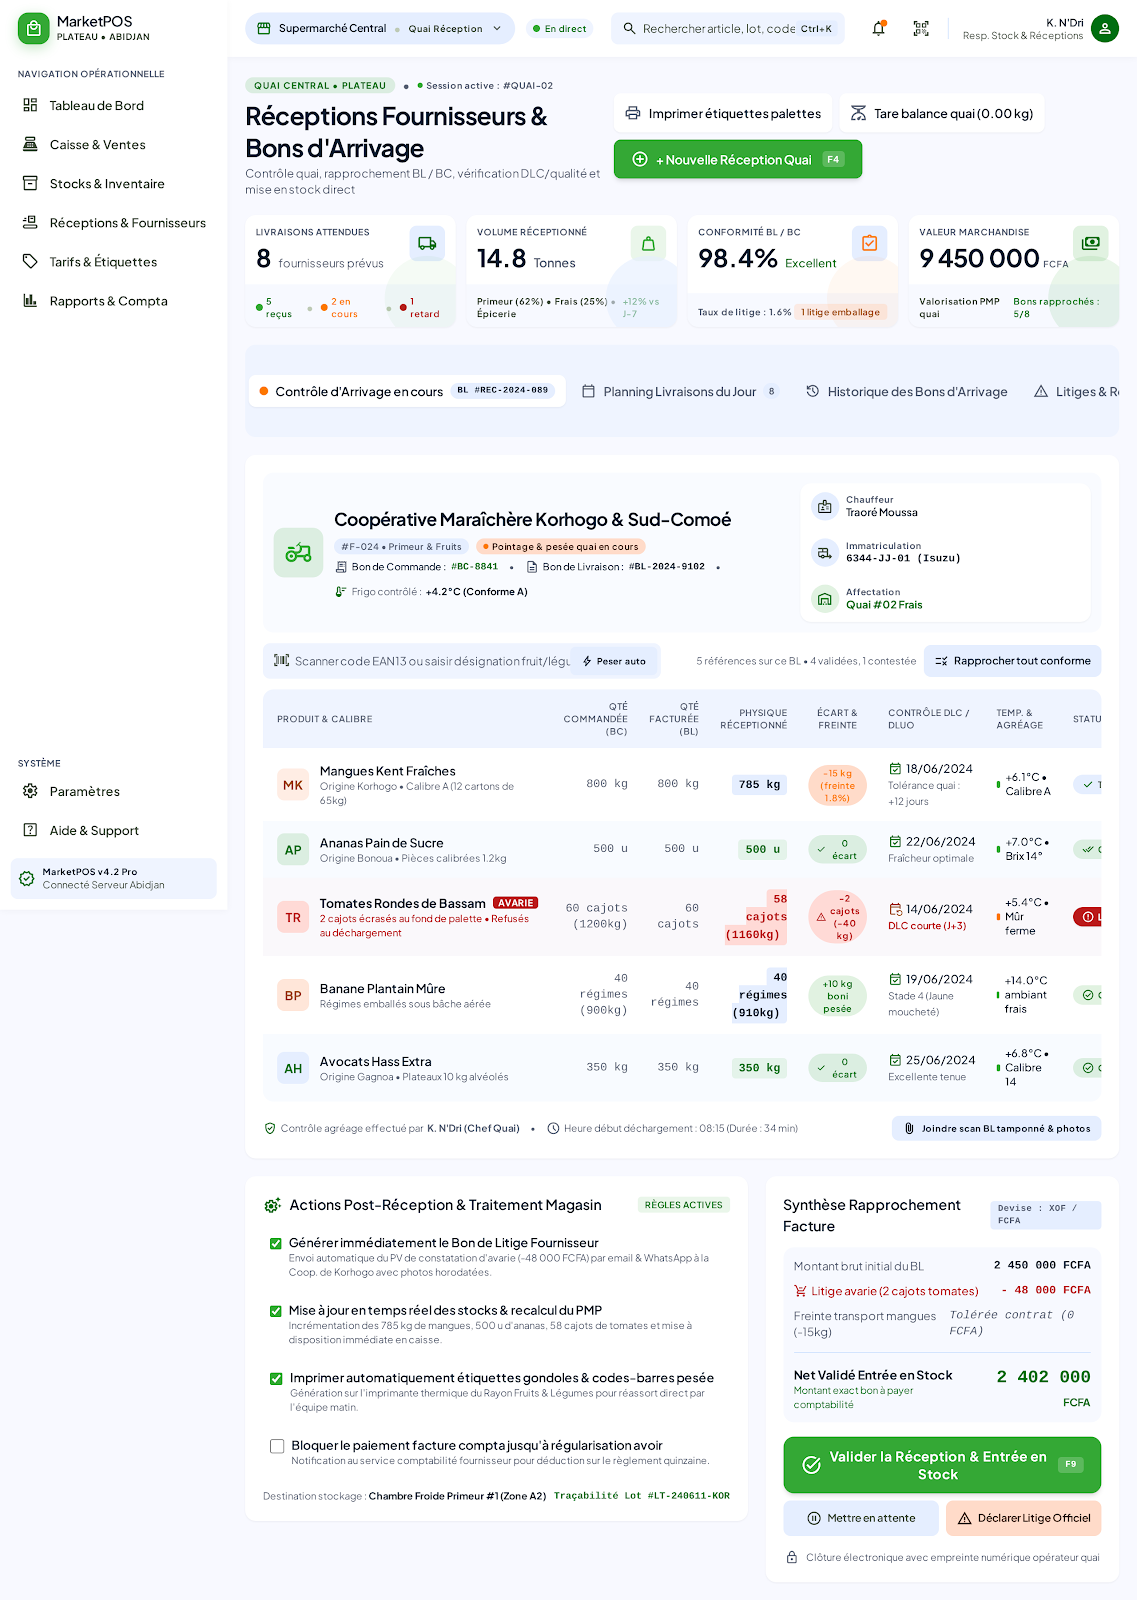 MarketPOS
PLATEAU • ABIDJAN
NAVIGATION OPÉRATIONNELLE
Tableau de Bord
Caisse & Ventes
Stocks & Inventaire
Réceptions & Fournisseurs
Tarifs & Étiquettes
Rapports & Compta
SYSTÈME
Paramètres
Aide & Support
MarketPOS v4.2 Pro
Connecté Serveur Abidjan
Supermarché Central • Quai Réception
En direct
Rechercher article, lot, code Ctrl+K
K. N'Dri
Resp. Stock & Réceptions
QUAI CENTRAL • PLATEAU • Session active : #QUAI-02
Réceptions Fournisseurs &
Bons d'Arrivage
Contrôle quai, rapprochement BL / BC, vérification DLC/qualité et
mise en stock direct
Imprimer étiquettes palettes
Tare balance quai (0.00 kg)
+ Nouvelle Réception Quai F4
LIVRAISONS ATTENDUES
8 fournisseurs prévus
5 reçus • 2 en cours • 1 retard
VOLUME RÉCEPTIONNÉ
14.8 Tonnes
Primeur (62%) • Frais (25%) •
Épicerie
+12% vs
J-7
CONFORMITÉ BL / BC
98.4% Excellent
Taux de litige : 1.6% 1 litige emballage
VALEUR MARCHANDISE
9 450 000 FCFA
Valorisation PMP
quai
Bons rapprochés :
5/8
Contrôle d'Arrivage en cours BL #REC-2024-089
Planning Livraisons du Jour 8
Historique des Bons d'Arrivage
Litiges & R
Coopérative Maraîchère Korhogo & Sud-Comoé
#F-024 • Primeur & Fruits
Pointage & pesée quai en cours
Bon de Commande : #BC-8841 • Bon de Livraison : #BL-2024-9102 •
Frigo contrôlé : +4.2°C (Conforme A)
Chauffeur
Traoré Moussa
Immatriculation
6344-JJ-01 (Isuzu)
Affectation
Quai #02 Frais
Scanner code EAN13 ou saisir désignation fruit/légu
Peser auto
5 références sur ce BL • 4 validées, 1 contestée
Rapprocher tout conforme
PRODUIT & CALIBRE
QTÉ
COMMANDÉE
(BC)
QTÉ
FACTURÉE
(BL)
PHYSIQUE
RÉCEPTIONNÉ
ÉCART &
FREINTE
CONTRÔLE DLC /
DLUO
TEMP. &
AGRÉAGE
STATU
MK
Mangues Kent Fraîches
Origine Korhogo • Calibre A (12 cartons de
65kg)
800 kg
800 kg
785 kg
-15 kg
(freinte
1.8%)
18/06/2024
Tolérance quai :
+12 jours
+6.1°C •
Calibre A
T
AP
Ananas Pain de Sucre
Origine Bonoua • Pièces calibrées 1.2kg
500 u
500 u
500 u
0
écart
22/06/2024
Fraîcheur optimale
+7.0°C •
Brix 14°
TR
Tomates Rondes de Bassam AVARIE
2 cajots écrasés au fond de palette • Refusés
au déchargement
60 cajots
(1200kg)
60
cajots
58
cajots
(1160kg)
-2
cajots
(-40
kg)
14/06/2024
DLC courte (J+3)
+5.4°C •
Mûr
ferme
L
BP
Banane Plantain Mûre
Régimes emballés sous bâche aérée
40
régimes
(900kg)
40
régimes
40
régimes
(910kg)
+10 kg
boni
pesée
19/06/2024
Stade 4 (Jaune
moucheté)
+14.0°C
ambiant
frais
AH
Avocats Hass Extra
Origine Gagnoa • Plateaux 10 kg alvéolés
350 kg
350 kg
350 kg
0
écart
25/06/2024
Excellente tenue
+6.8°C •
Calibre
14
Contrôle agréage effectué par K. N'Dri (Chef Quai) • Heure début déchargement : 08:15 (Durée : 34 min)
Joindre scan BL tamponné & photos
Actions Post-Réception & Traitement Magasin
RÈGLES ACTIVES
Générer immédiatement le Bon de Litige Fournisseur
Envoi automatique du PV de constatation d'avarie (-48 000 FCFA) par email & WhatsApp à la
Coop. de Korhogo avec photos horodatées.
Mise à jour en temps réel des stocks & recalcul du PMP
Incrémentation des 785 kg de mangues, 500 u d'ananas, 58 cajots de tomates et mise à
disposition immédiate en caisse.
Imprimer automatiquement étiquettes gondoles & codes-barres pesée
Génération sur l'imprimante thermique du Rayon Fruits & Légumes pour réassort direct par
l'équipe matin.
Bloquer le paiement facture compta jusqu'à régularisation avoir
Notification au service comptabilité fournisseur pour déduction sur le règlement quinzaine.
Destination stockage : Chambre Froide Primeur #1 (Zone A2) Traçabilité Lot #LT-240611-KOR
Synthèse Rapprochement
Facture
Devise : XOF /
FCFA
Montant brut initial du BL
2 450 000 FCFA
Litige avarie (2 cajots tomates)
- 48 000 FCFA
Freinte transport mangues
(-15kg)
Tolérée contrat (0
FCFA)
Net Validé Entrée en Stock
Montant exact bon à payer
comptabilité
2 402 000
FCFA
Valider la Réception & Entrée en
Stock
F9
Mettre en attente
Déclarer Litige Officiel
Clôture électronique avec empreinte numérique opérateur quai